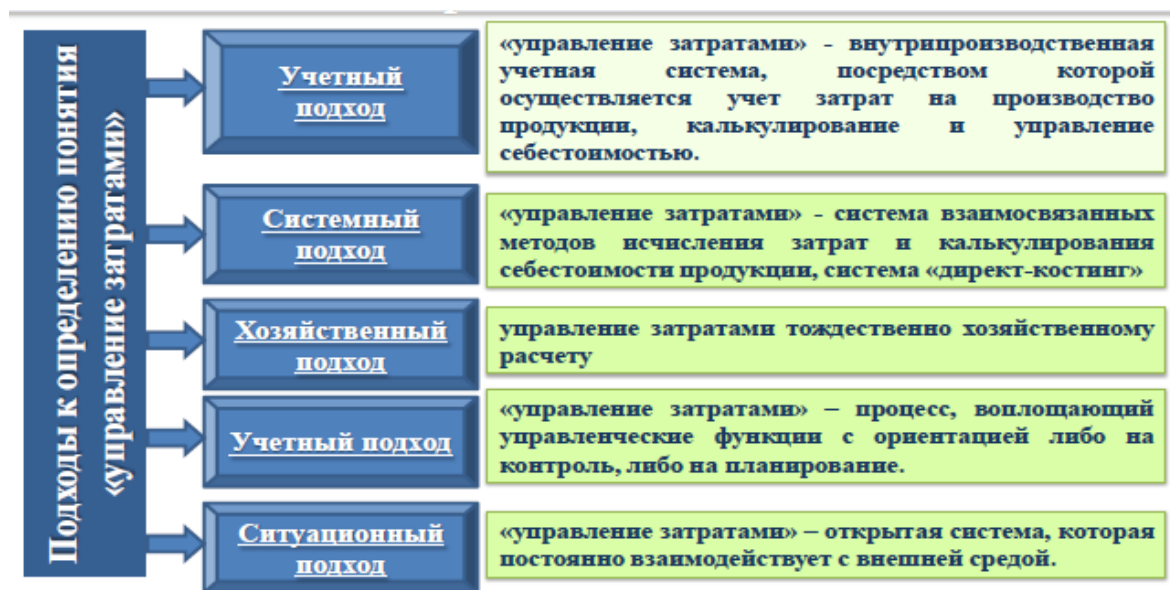 Подходы к определению понятия
«управление затратами»
Учетный
подход
«управление затратами» - внутрипроизводственная
учетная система, посредством которой
осуществляется учет затрат на производство
продукции, калькулирование и управление
себестоимостью.
Системный
подход
«управление затратами» - система взаимосвязанных
методов исчисления затрат и калькулирования
себестоимости продукции, система «директ-костинг»
Хозяйственный
подход
управление затратами тождественно хозяйственному
расчету
Учетный подход
«управление затратами» – процесс, воплощающий
управленческие функции с ориентацией либо на
контроль, либо на планирование.
Ситуационный
подход
«управление затратами» – открытая система, которая
постоянно взаимодействует с внешней средой.